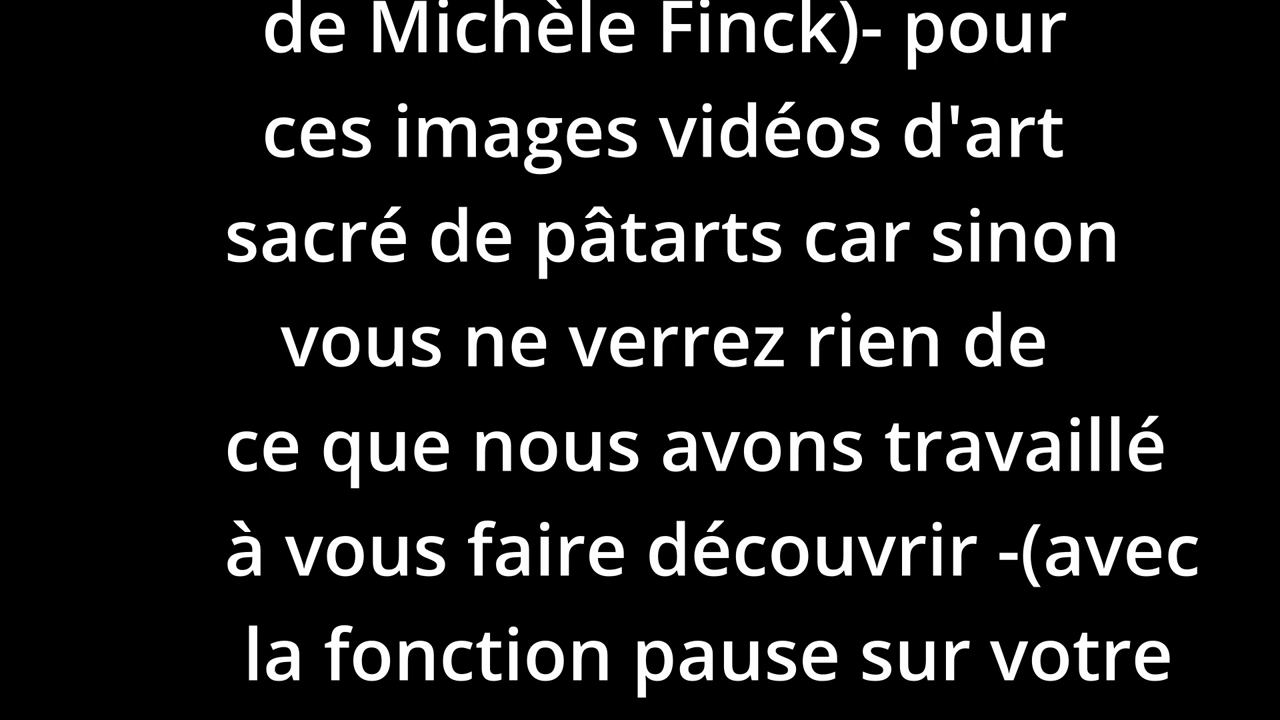 de Michèle Finck)- pour
ces images vidéos d'art
sacré de pâtarts car sinon
vous ne verrez rien de
ce que nous avons travaillé
à vous faire découvrir -(avec
la fonction pause sur votre